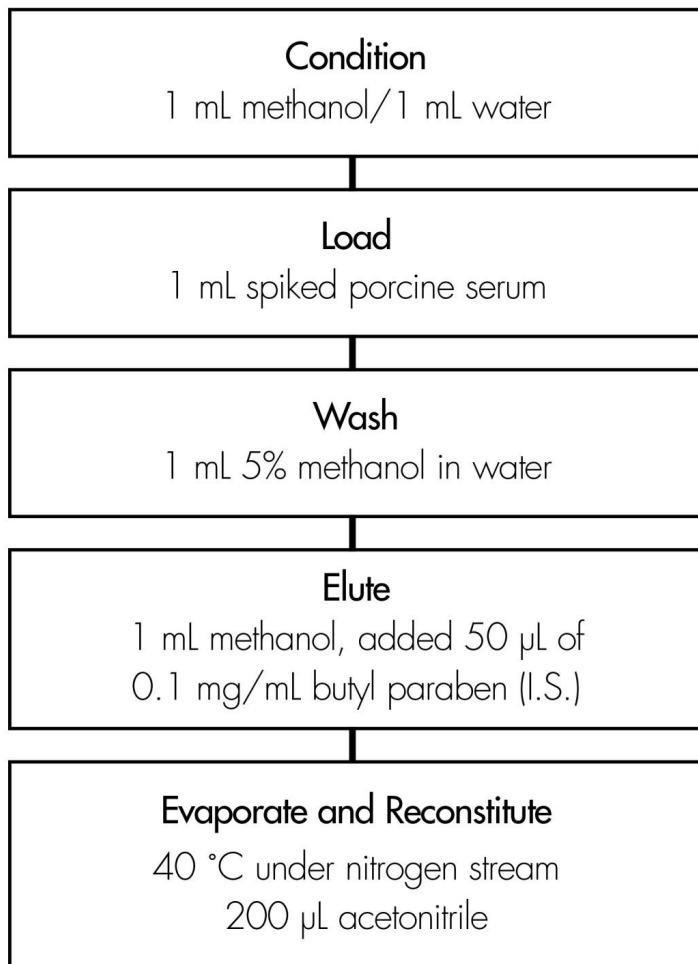 Condition
1 mL methanol/1 mL water
Load
1 mL spiked porcine serum
Wash
1 mL 5% methanol in water
Elute
1 mL methanol, added 50 µL of
0.1 mg/mL butyl paraben (I.S.)
Evaporate and Reconstitute
40 °C under nitrogen stream
200 µL acetonitrile